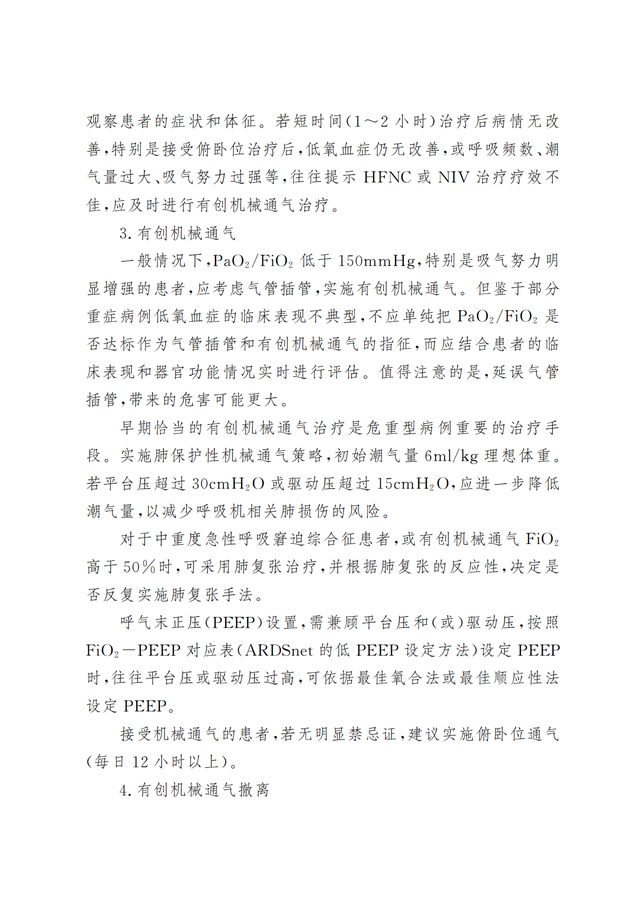 观察患者的症状和体征。若短时间(1～2 小时)治疗后病情无改
善,特别是接受俯卧位治疗后,低氧血症仍无改善,或呼吸频数、潮
气量过大、吸气努力过强等,往往提示 HFNC 或 NIV 治疗疗效不
佳,应及时进行有创机械通气治疗。
3. 有创机械通气
一般情况下,PaO₂/FiO₂ 低于 150mmHg,特别是吸气努力明
显增强的患者,应考虑气管插管,实施有创机械通气。但鉴于部分
重症病例低氧血症的临床表现不典型,不应单纯把 PaO₂/FiO₂ 是
否达标作为气管插管和有创机械通气的指征,而应结合患者的临
床表现和器官功能情况实时进行评估。值得注意的是,延误气管
插管,带来的危害可能更大。
早期恰当的有创机械通气治疗是危重型病例重要的治疗手
段。实施肺保护性机械通气策略,初始潮气量 6ml/kg 理想体重。
若平台压超过 30cmH₂O 或驱动压超过 15cmH₂O,应进一步降低
潮气量,以减少呼吸机相关肺损伤的风险。
对于中重度急性呼吸窘迫综合征患者,或有创机械通气 FiO₂
高于 50%时,可采用肺复张治疗,并根据肺复张的反应性,决定是
否反复实施肺复张手法。
呼气末正压(PEEP)设置,需兼顾平台压和(或)驱动压,按照
FiO₂－PEEP 对应表(ARDSnet 的低 PEEP 设定方法)设定 PEEP
时,往往平台压或驱动压过高,可依据最佳氧合法或最佳顺应性法
设定 PEEP。
接受机械通气的患者,若无明显禁忌证,建议实施俯卧位通气
(每日 12 小时以上)。
4. 有创机械通气撤离